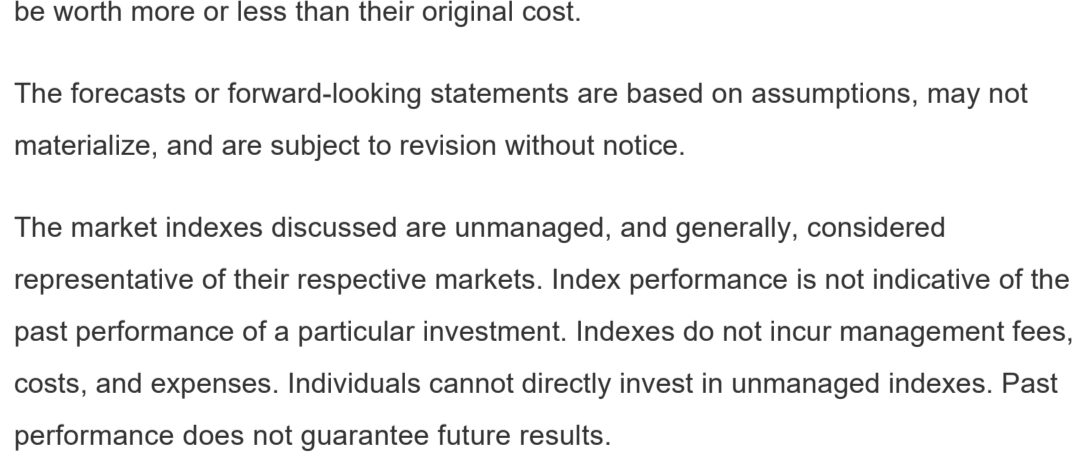 be worth more or less than their original cost.
The forecasts or forward-looking statements are based on assumptions, may not
materialize, and are subject to revision without notice.
The market indexes discussed are unmanaged, and generally, considered
representative of their respective markets. Index performance is not indicative of the
past performance of a particular investment. Indexes do not incur management fees,
costs, and expenses. Individuals cannot directly invest in unmanaged indexes. Past
performance does not guarantee future results.